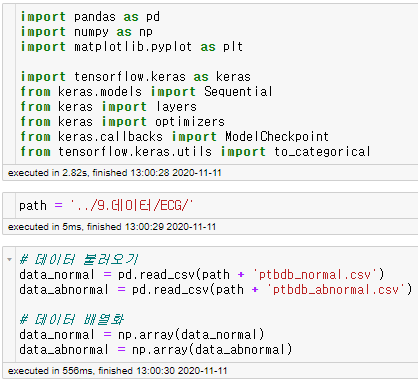 import pandas as pd
import numpy as np
import matplotlib.pyplot as plt
import tensorflow.keras as keras
from keras.models import Sequential
from keras import layers
from keras import optimizers
from keras.callbacks import ModelCheckpoint
from tensorflow.keras.utils import to_categorical
executed in 2.82s, finished 13:00:28 2020-11-11
path = '../9.데이터/ECG/'
executed in 5ms, finished 13:00:29 2020-11-11
# 데이터 불러오기
data_normal = pd.read_csv(path + 'ptbdb_normal.csv')
data_abnormal = pd.read_csv(path + 'ptbdb_abnormal.csv')
# 데이터 배열화
data_normal = np.array(data_normal)
data_abnormal = np.array(data_abnormal)
executed in 556ms, finished 13:00:30 2020-11-11